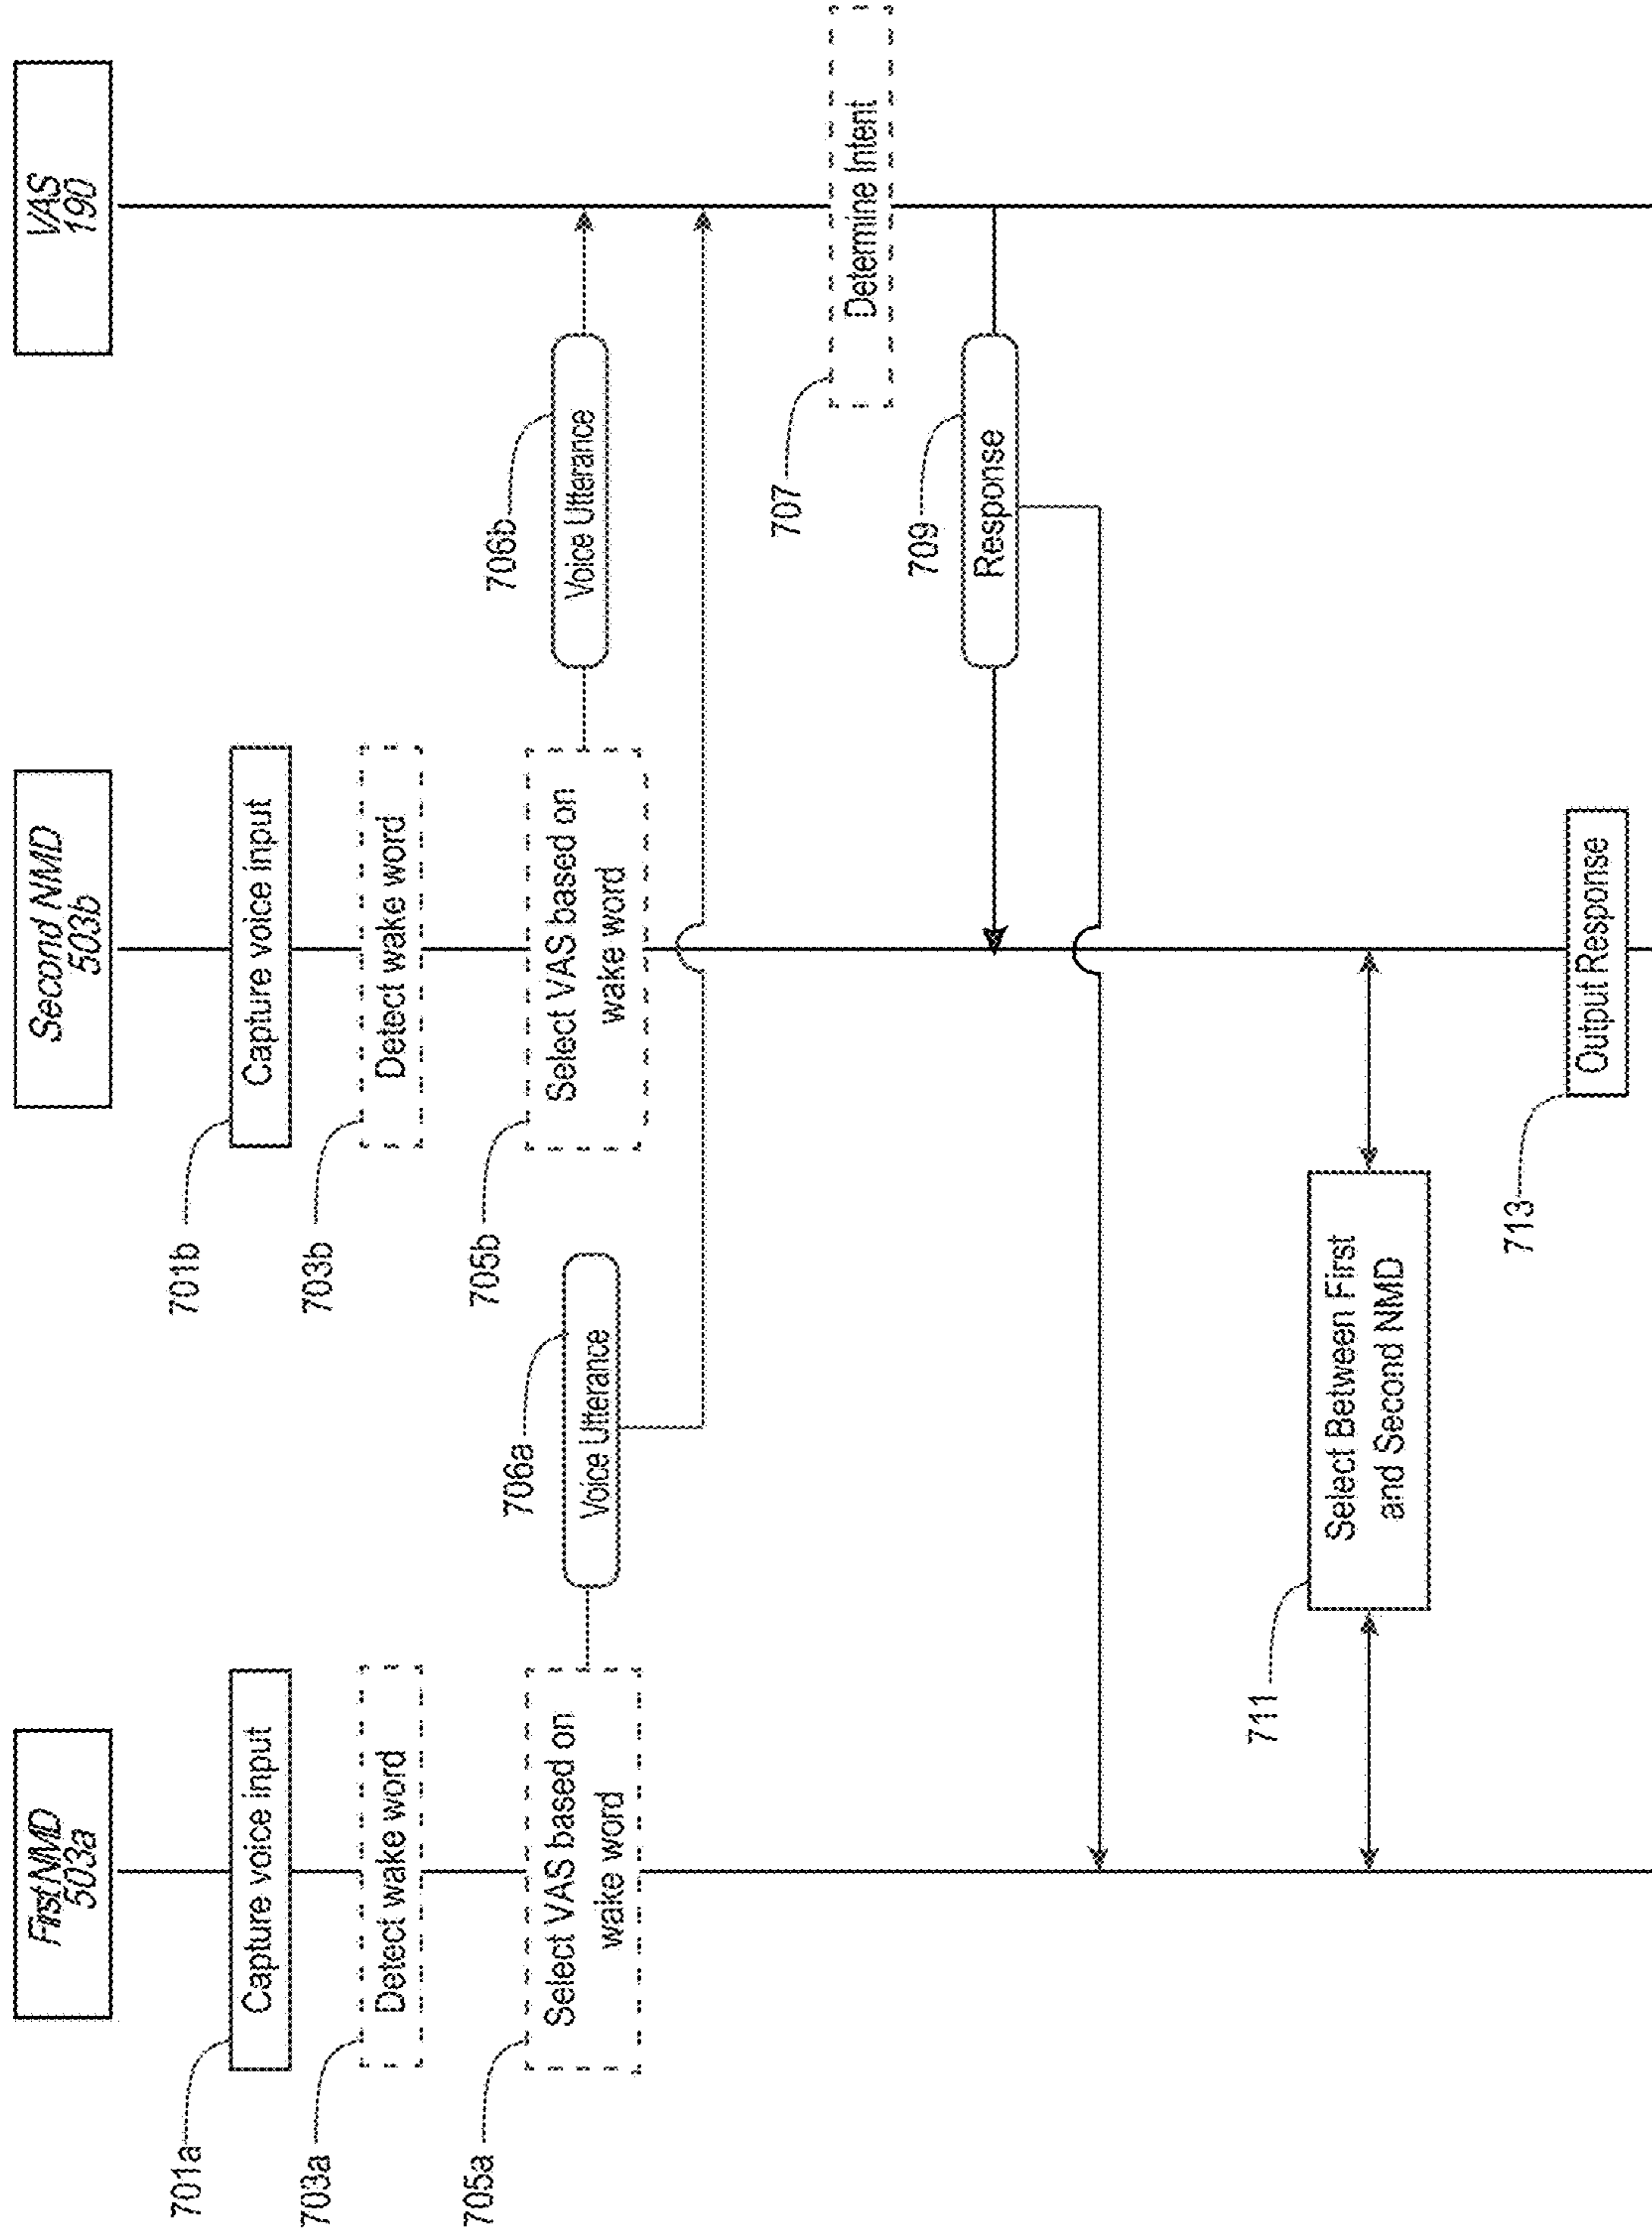 First NMD
503a
Second NMD
503b
VAS
190
701a
Capture voice input
701b
Capture voice input
703a
Detect wake word
703b
Detect wake word
705a
Select VAS based on
wake word
706a
Voice Utterance
705b
Select VAS based on
wake word
706b
Voice Utterance
707
Determine Intent
709
Response
711
Select Between First
and Second NMD
713
Output Response